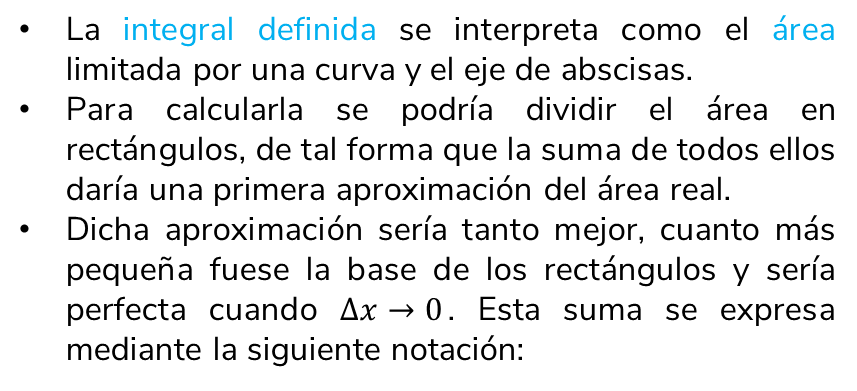 • La integral definida se interpreta como el área
limitada por una curva y el eje de abscisas.
• Para calcularla se podría dividir el área en
rectángulos, de tal forma que la suma de todos ellos
daría una primera aproximación del área real.
• Dicha aproximación sería tanto mejor, cuanto más
pequeña fuese la base de los rectángulos y sería
perfecta cuando Δx → 0. Esta suma se expresa
mediante la siguiente notación: